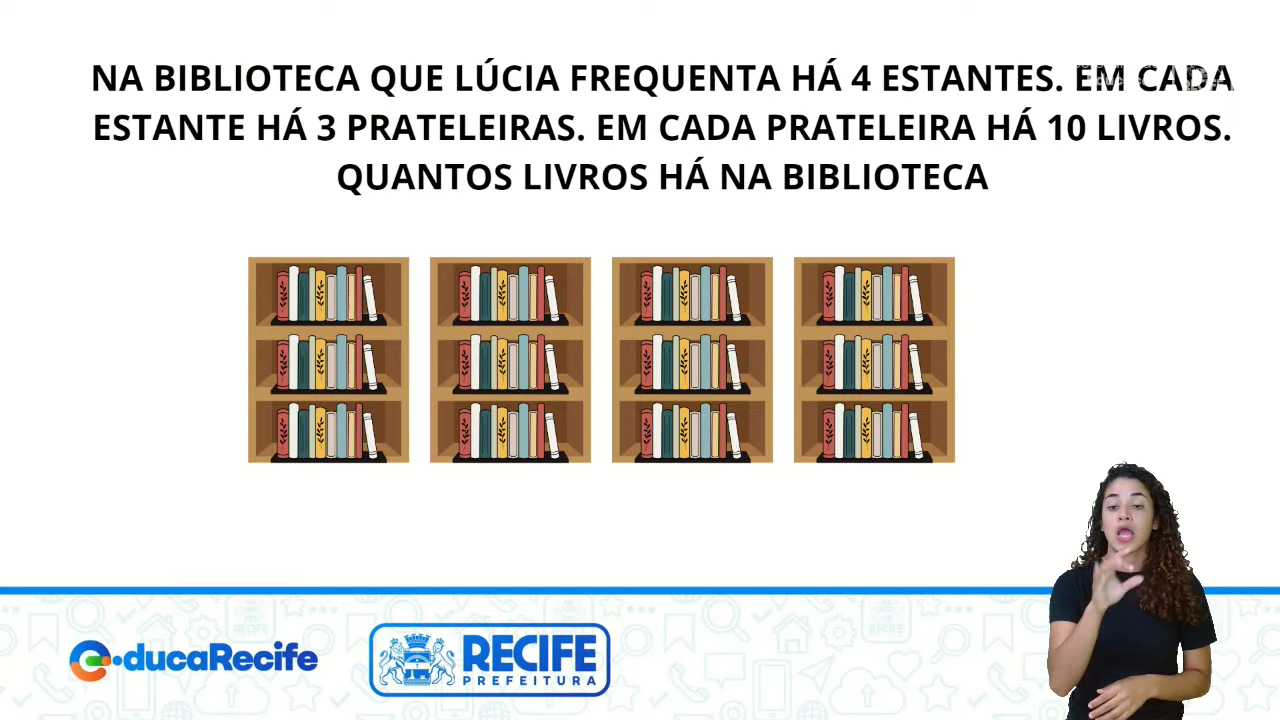 NA BIBLIOTECA QUE LÚCIA FREQUENTA HÁ 4 ESTANTES. EM CADA
ESTANTE HÁ 3 PRATELEIRAS. EM CADA PRATELEIRA HÁ 10 LIVROS.
QUANTOS LIVROS HÁ NA BIBLIOTECA
ducaRecife
RECIFE
PREFEITURA